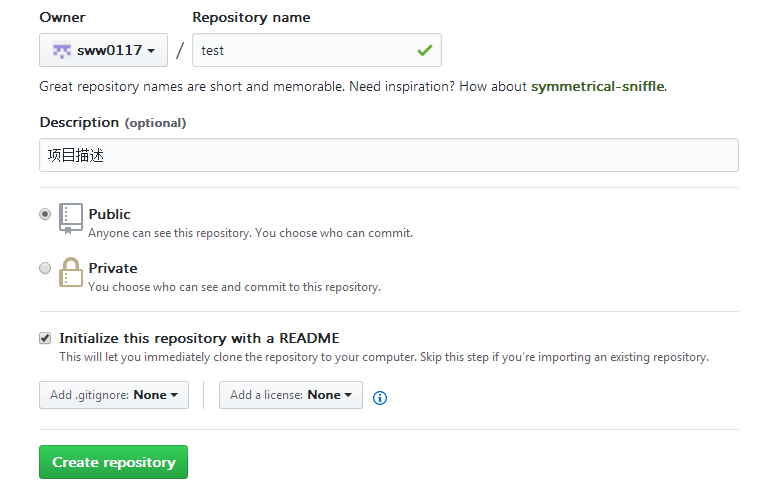 Owner Repository name
sww0117 / test
Great repository names are short and memorable. Need inspiration? How about symmetrical-sniffle.
Description (optional)
项目描述
Public
Anyone can see this repository. You choose who can commit.
Private
You choose who can see and commit to this repository.
Initialize this repository with a README
This will let you immediately clone the repository to your computer. Skip this step if you’re importing an existing repository.
Add .gitignore: None Add a license: None
Create repository